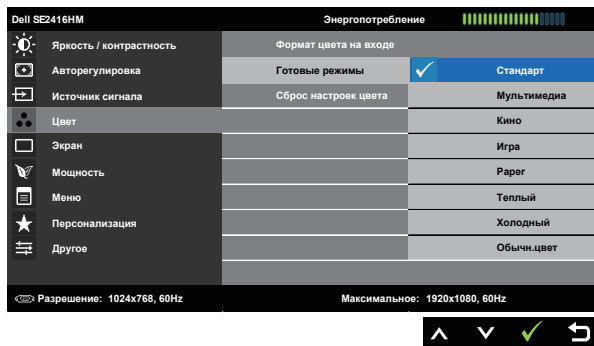 Dell SE2416HM Энергопотребление
Яркость / контрастность Формат цвета на входе
Авторегулировка Готовые режимы Стандарт
Источник сигнала Сброс настроек цвета Мультимедиа
Цвет Кино
Экран Игра
Мощность Paper
Меню Теплый
Персонализация Холодный
Другое Обычн.цвет
Разрешение: 1024x768, 60Hz Максимальное: 1920x1080, 60Hz